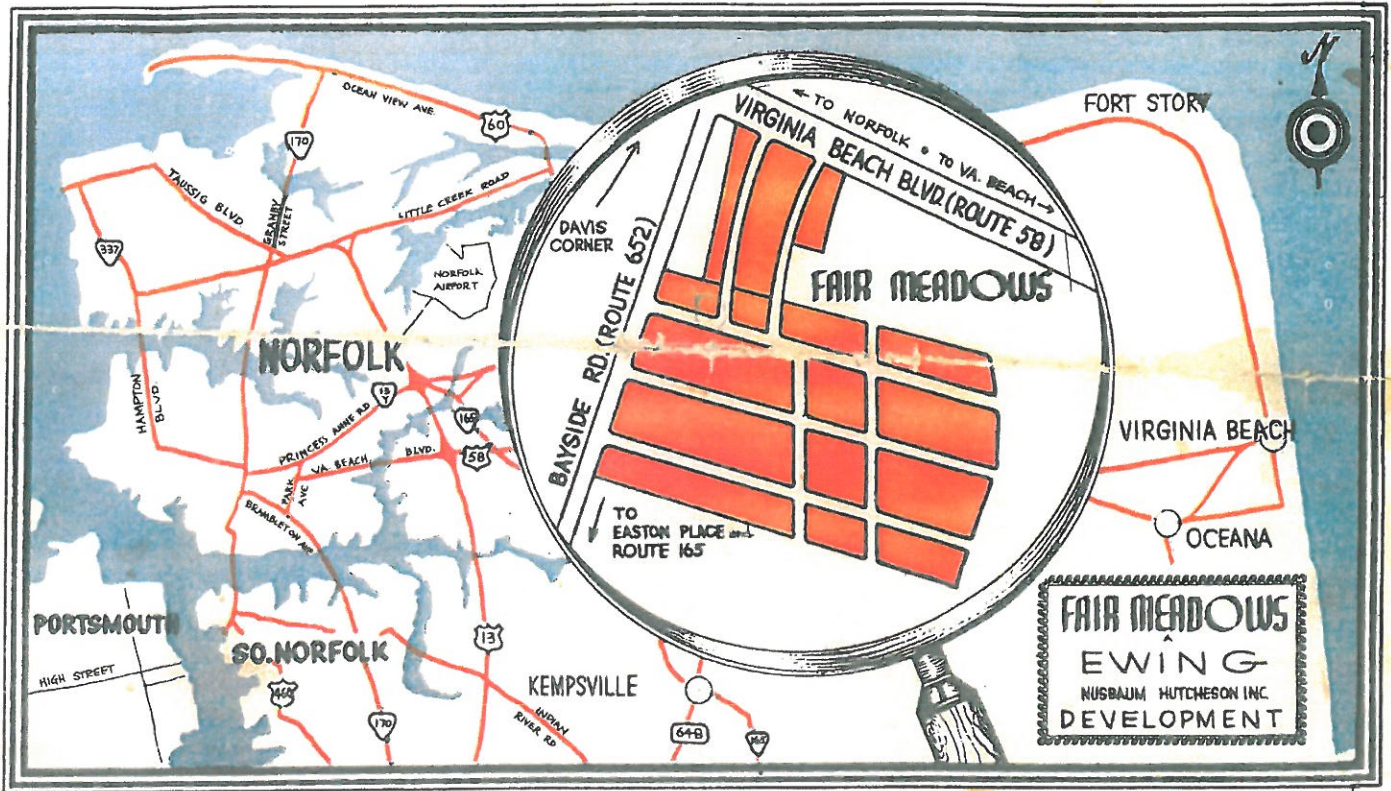 N
FORT STORY
OCEAN VIEW AVE.
60
170
TAUSSIG BLVD.
GRANBY
STREET
LITTLE CREEK ROAD
337
NORFOLK
AIRPORT
← TO NORFOLK • TO VA. BEACH →
VIRGINIA BEACH BLVD. (ROUTE 58)
DAVIS
CORNER
BAYSIDE RD. (ROUTE 652)
FAIR MEADOWS
NORFOLK
HAMPTON
BLVD.
PRINCESS ANNE RD
13
Y
165
VA. BEACH BLVD.
58
PARK
AVE
BRAMBLETON AVE
TO
EASTON PLACE and
ROUTE 165
VIRGINIA BEACH
OCEANA
PORTSMOUTH
HIGH STREET
SO. NORFOLK
460
170
13
KEMPSVILLE
INDIAN
RIVER RD
648
165
FAIR MEADOWS
A
EWING
NUSBAUM HUTCHESON INC.
DEVELOPMENT